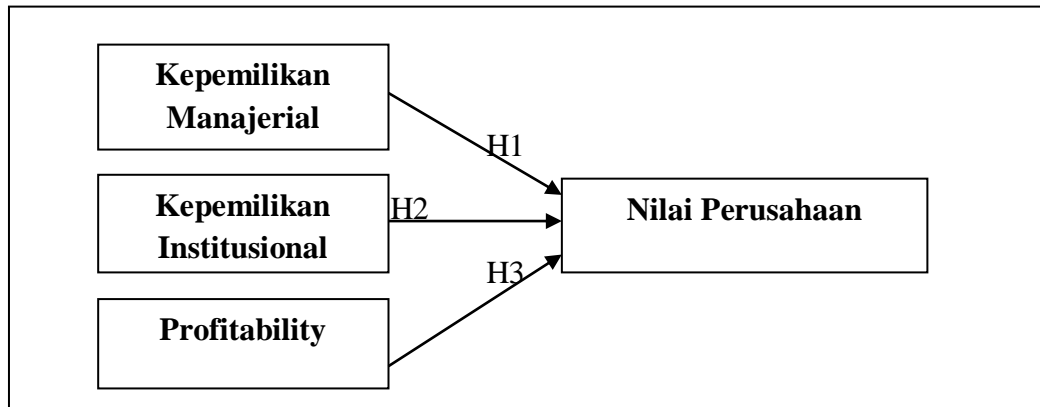 Kepemilikan
Manajerial
H1
Kepemilikan
Institusional
H2
Nilai Perusahaan
H3
Profitability